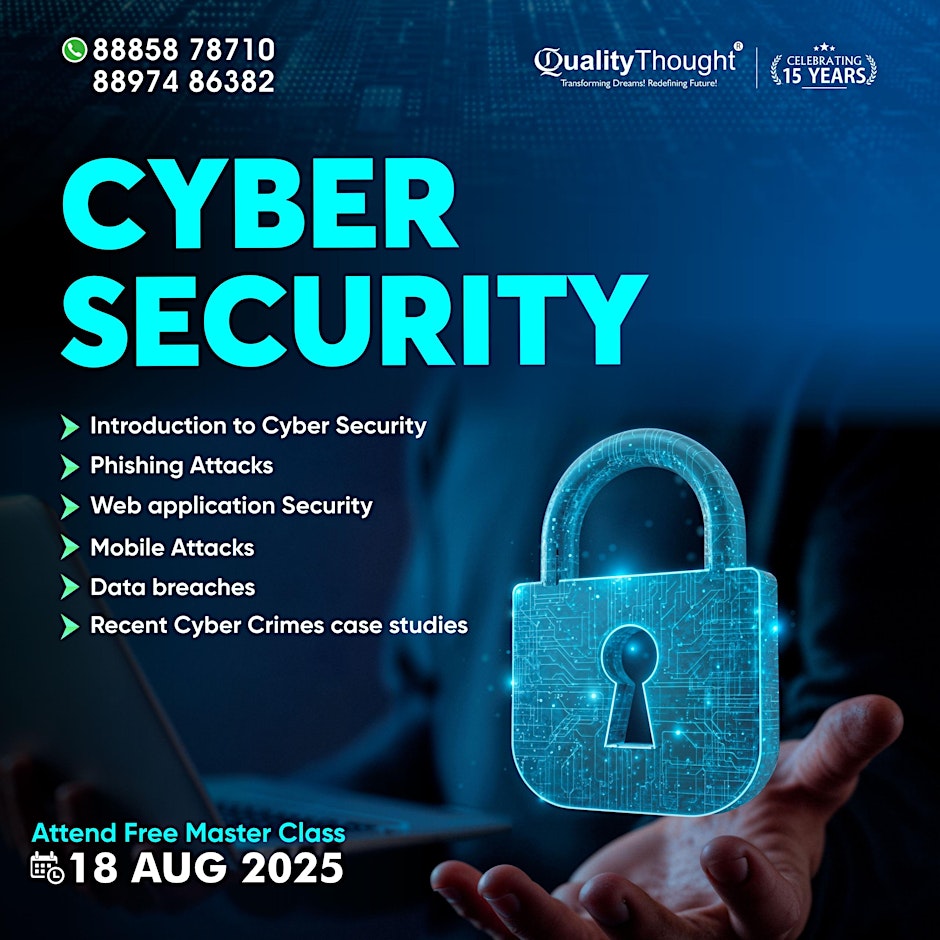 88858 78710
88974 86382
QualityThought®
Transforming Dreams! Redefining Future!
CELEBRATING
15 YEARS
CYBER
SECURITY
Introduction to Cyber Security
Phishing Attacks
Web application Security
Mobile Attacks
Data breaches
Recent Cyber Crimes case studies
Attend Free Master Class
18 AUG 2025